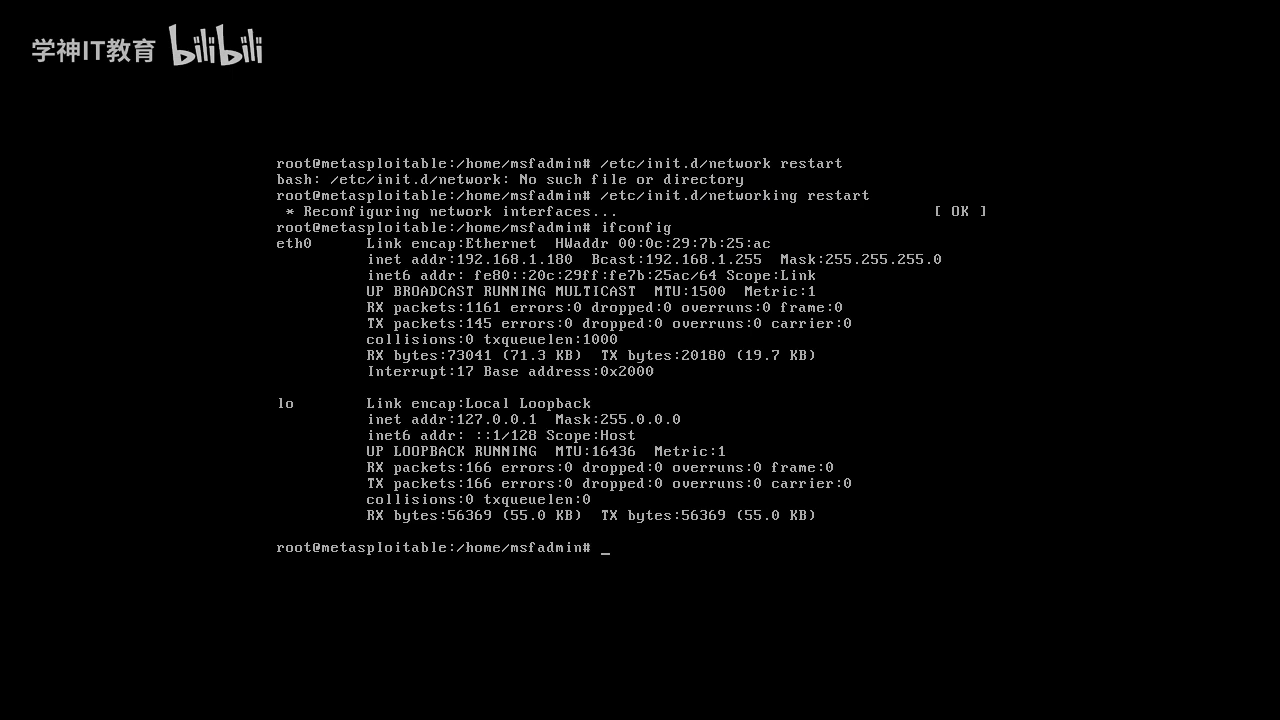 学神IT教育 bilibili
root@metasploitable:/home/msfadmin# /etc/init.d/network restart
bash: /etc/init.d/network: No such file or directory
root@metasploitable:/home/msfadmin# /etc/init.d/networking restart
 * Reconfiguring network interfaces...                                   [ OK ]
root@metasploitable:/home/msfadmin# ifconfig
eth0      Link encap:Ethernet  HWaddr 00:0c:29:7b:25:ac
          inet addr:192.168.1.180  Bcast:192.168.1.255  Mask:255.255.255.0
          inet6 addr: fe80::20c:29ff:fe7b:25ac/64 Scope:Link
          UP BROADCAST RUNNING MULTICAST  MTU:1500  Metric:1
          RX packets:1161 errors:0 dropped:0 overruns:0 frame:0
          TX packets:145 errors:0 dropped:0 overruns:0 carrier:0
          collisions:0 txqueuelen:1000
          RX bytes:73041 (71.3 KB)  TX bytes:20180 (19.7 KB)
          Interrupt:17 Base address:0x2000
lo        Link encap:Local Loopback
          inet addr:127.0.0.1  Mask:255.0.0.0
          inet6 addr: ::1/128 Scope:Host
          UP LOOPBACK RUNNING  MTU:16436  Metric:1
          RX packets:166 errors:0 dropped:0 overruns:0 frame:0
          TX packets:166 errors:0 dropped:0 overruns:0 carrier:0
          collisions:0 txqueuelen:0
          RX bytes:56369 (55.0 KB)  TX bytes:56369 (55.0 KB)
root@metasploitable:/home/msfadmin# _